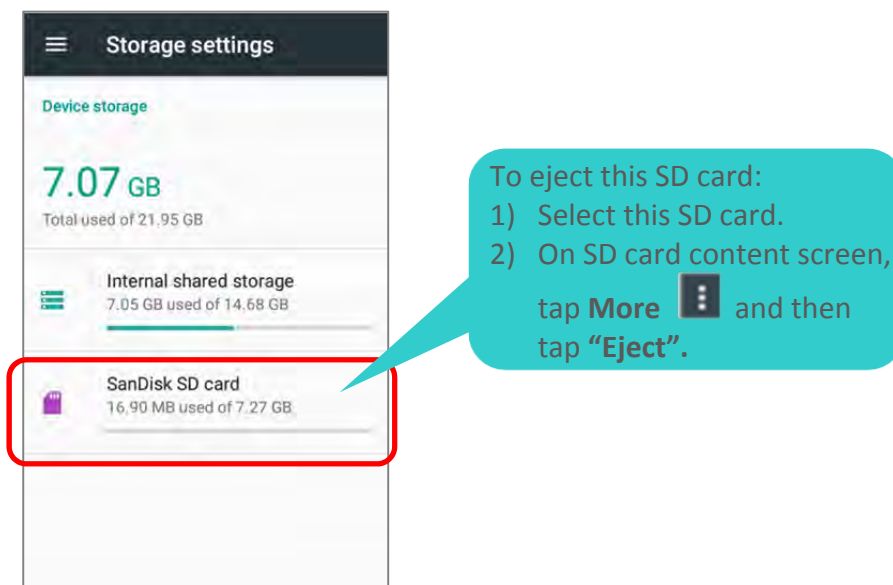 Storage settings
Device storage
7.07 GB
Total used of 21.95 GB
Internal shared storage
7.05 GB used of 14.68 GB
SanDisk SD card
16.90 MB used of 7.27 GB
To eject this SD card:
1) Select this SD card.
2) On SD card content screen,
tap More and then
tap “Eject”.